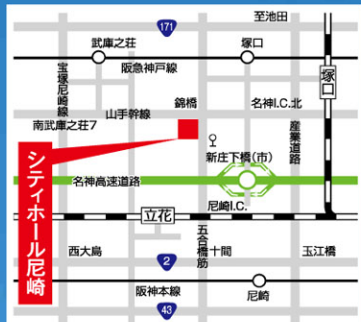 至池田
171
武庫之荘
塚口
阪急神戸線
塚口
宝塚尼崎線
錦橋
名神I.C.北
山手幹線
南武庫之荘7
産業道路
新庄下橋(市)
シティホール尼崎
名神高速道路
尼崎I.C.
立花
西大島
五合橋筋
十間
玉江橋
2
阪神本線
尼崎
43